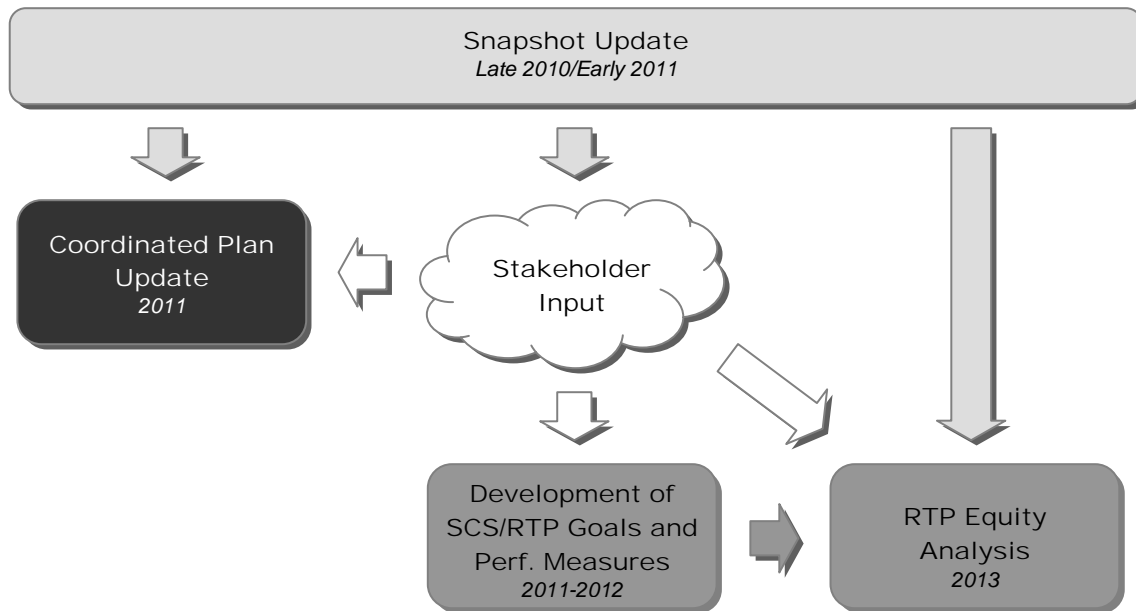 Snapshot Update
Late 2010/Early 2011
Coordinated Plan
Update
2011
Stakeholder
Input
Development of
SCS/RTP Goals and
Perf. Measures
2011-2012
RTP Equity
Analysis
2013